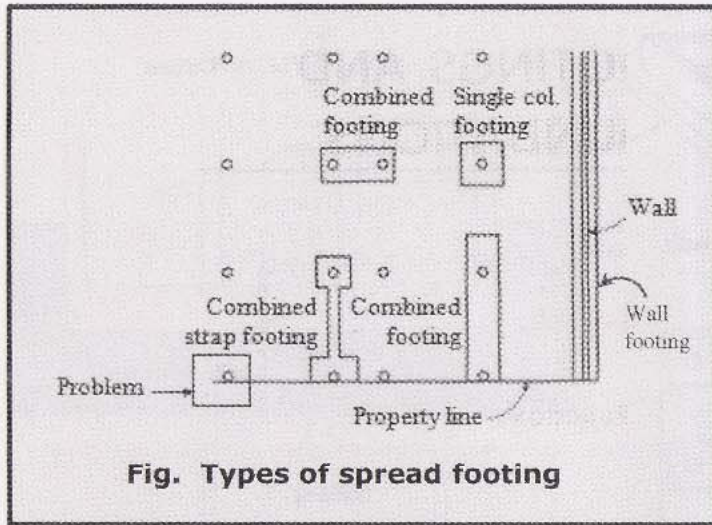 Combined
footing
Single col.
footing
Wall
Combined
strap footing
Combined
footing
Wall
footing
Problem
Property line
Fig. Types of spread footing